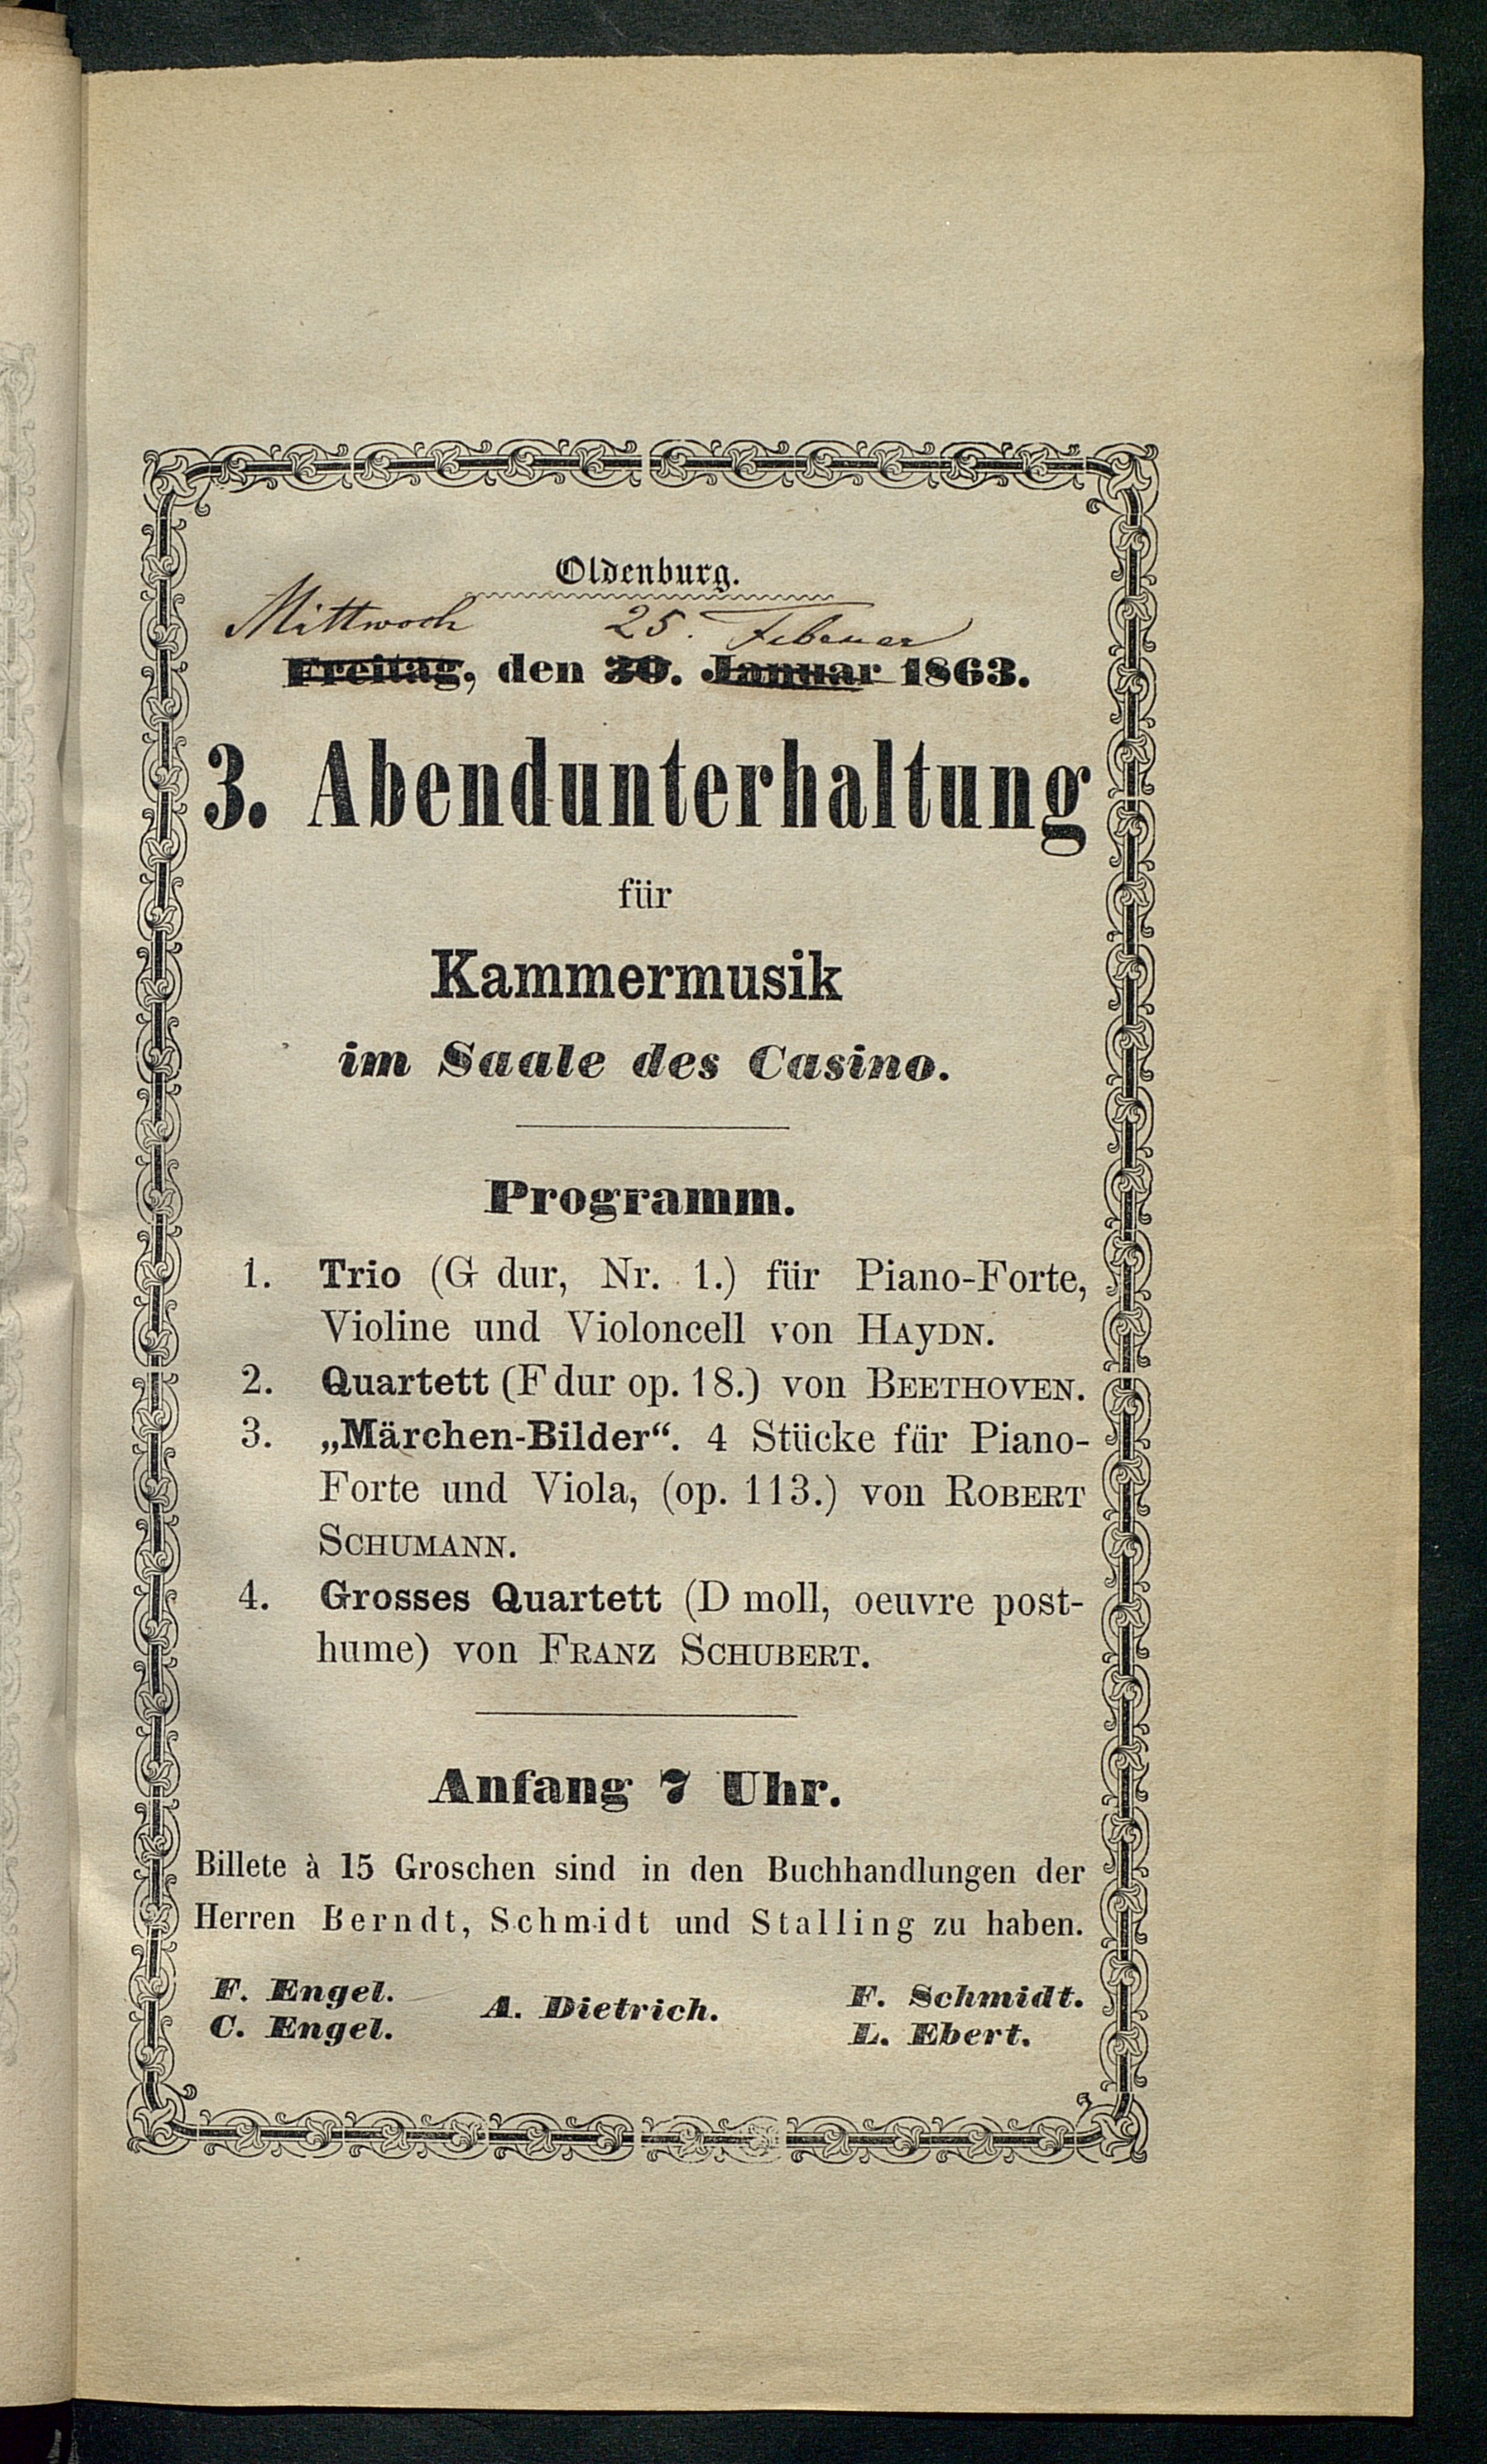 Oldenburg.
Mittwoch 25. Februar
Freitag, den 30. Januar 1863.
3. Abendunterhaltung
für
Kammermusik
im Saale des Casino.
Programm.
1. Trio (G dur, Nr. 1.) für Piano-Forte,
Violine und Violoncell von HAYDN.
2. Quartett (F dur op. 18.) von BEETHOVEN.
3. „Märchen-Bilder“. 4 Stücke für Piano-
Forte und Viola, (op. 113.) von ROBERT
SCHUMANN.
4. Grosses Quartett (D moll, oeuvre post-
hume) von FRANZ SCHUBERT.
Anfang 7 Uhr.
Billete à 15 Groschen sind in den Buchhandlungen der
Herren Berndt, Schmidt und Stalling zu haben.
F. Engel.
C. Engel.
A. Dietrich.
F. Schmidt.
L. Ebert.